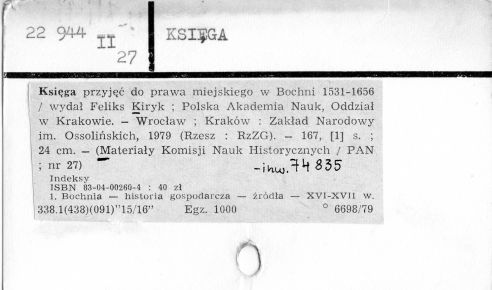 22 944 II KSIĘGA
27
Księga przyjęć do prawa miejskiego w Bochni 1531-1656
/ wydał Feliks Kiryk ; Polska Akademia Nauk, Oddział
w Krakowie. — Wrocław ; Kraków : Zakład Narodowy
im. Ossolińskich, 1979 (Rzesz : RzZG). — 167, [1] s. ;
24 cm. — (Materiały Komisji Nauk Historycznych / PAN
; nr 27)
-inw. 74 835
Indeksy
ISBN 83-04-00260-4 : 40 zł
1. Bochnia — historia gospodarcza — źródła — XVI-XVII w.
338.1(438)(091)"15/16" Egz. 1000 ° 6698/79